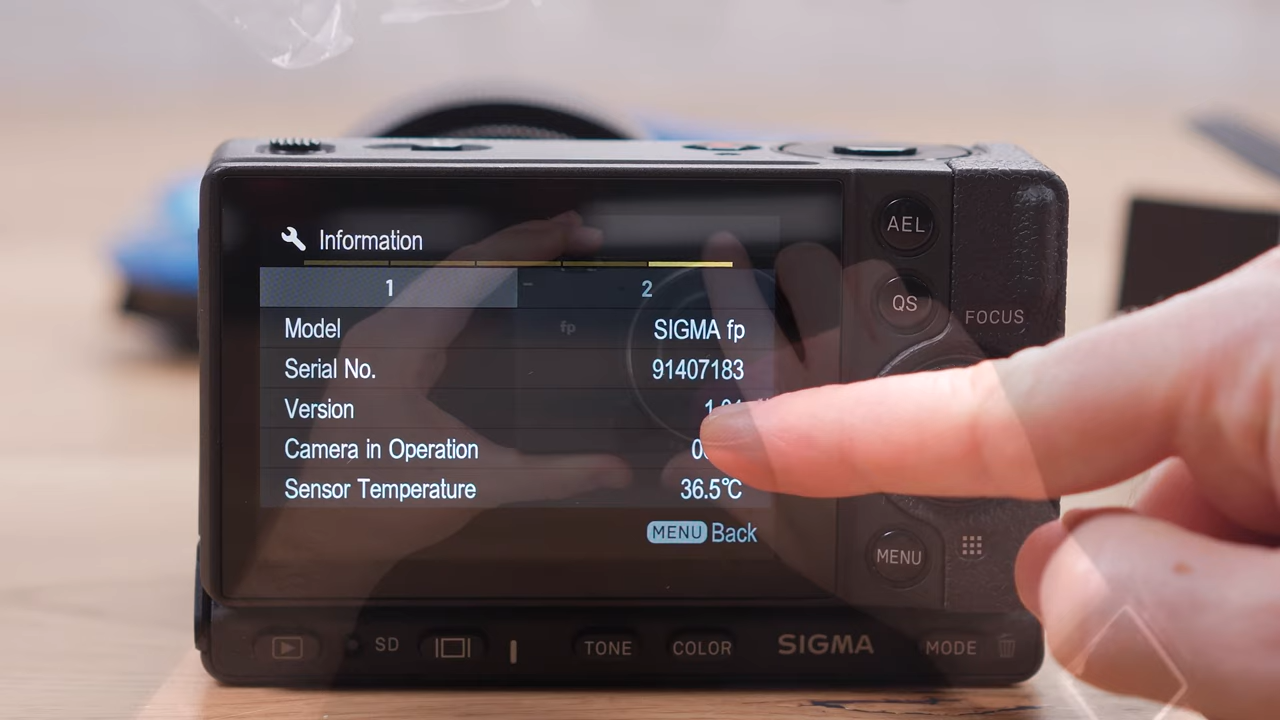 Information
1 2
fp
Model SIGMA fp
Serial No. 91407183
Version
Camera in Operation
Sensor Temperature 36.5℃
MENU Back
AEL
QS
FOCUS
MENU
SD
TONE
COLOR
SIGMA
MODE